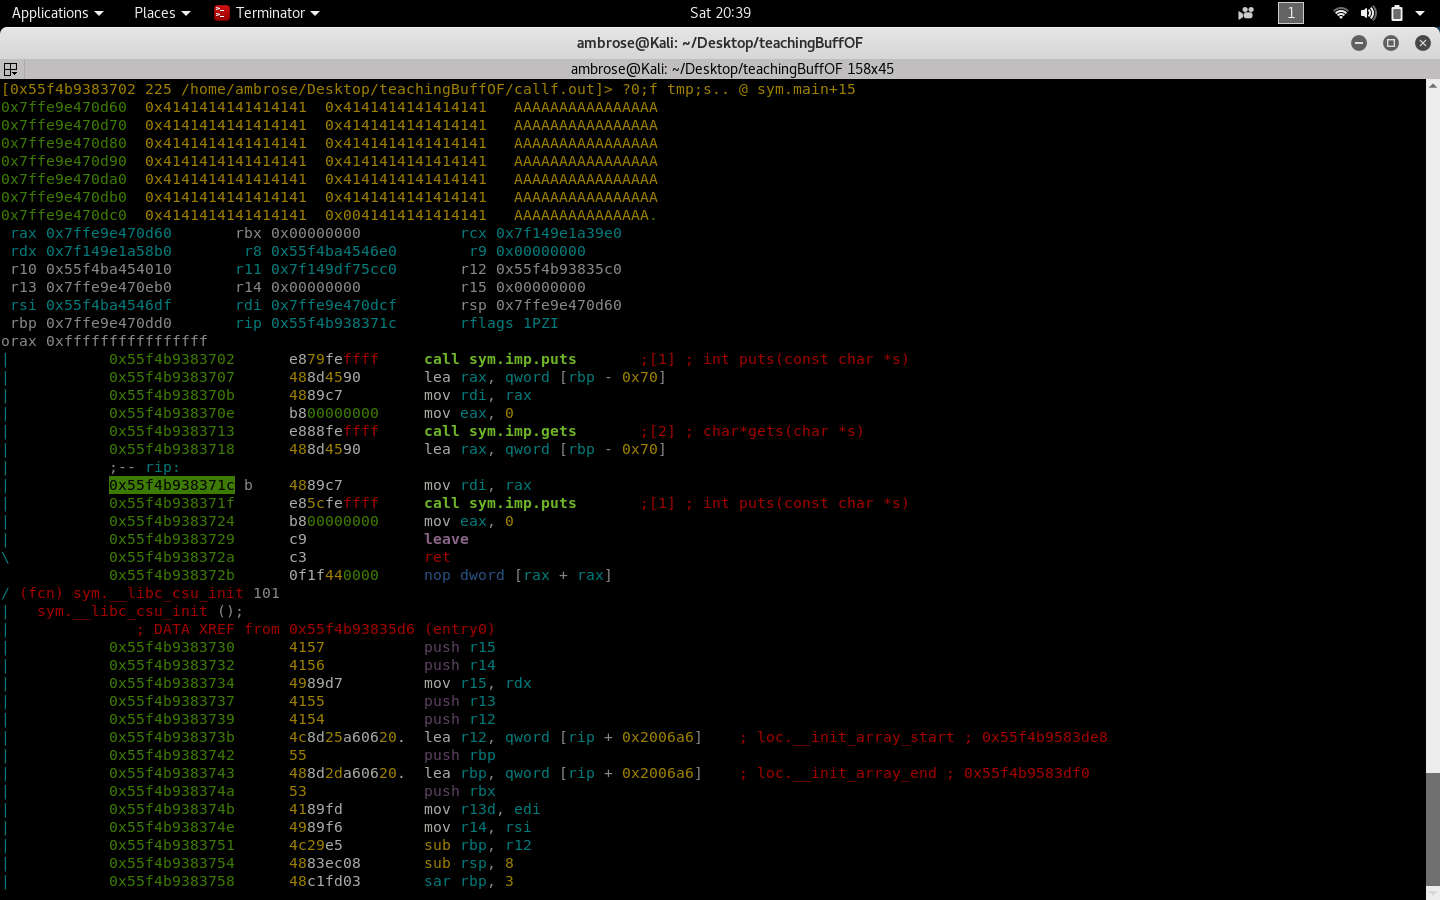 Applications Places Terminator Sat 20:39 1
ambrose@Kali: ~/Desktop/teachingBuffOF
ambrose@Kali: ~/Desktop/teachingBuffOF 158x45
[0x55f4b9383702 225 /home/ambrose/Desktop/teachingBuffOF/callf.out]> ?0;f tmp;s.. @ sym.main+15
0x7ffe9e470d60 0x4141414141414141 0x4141414141414141 AAAAAAAAAAAAAAAA
0x7ffe9e470d70 0x4141414141414141 0x4141414141414141 AAAAAAAAAAAAAAAA
0x7ffe9e470d80 0x4141414141414141 0x4141414141414141 AAAAAAAAAAAAAAAA
0x7ffe9e470d90 0x4141414141414141 0x4141414141414141 AAAAAAAAAAAAAAAA
0x7ffe9e470da0 0x4141414141414141 0x4141414141414141 AAAAAAAAAAAAAAAA
0x7ffe9e470db0 0x4141414141414141 0x4141414141414141 AAAAAAAAAAAAAAAA
0x7ffe9e470dc0 0x4141414141414141 0x0041414141414141 AAAAAAAAAAAAAAA.
rax 0x7ffe9e470d60 rbx 0x00000000 rcx 0x7f149e1a39e0
rdx 0x7f149e1a58b0 r8 0x55f4ba4546e0 r9 0x00000000
r10 0x55f4ba454010 r11 0x7f149df75cc0 r12 0x55f4b93835c0
r13 0x7ffe9e470eb0 r14 0x00000000 r15 0x00000000
rsi 0x55f4ba4546df rdi 0x7ffe9e470dcf rsp 0x7ffe9e470d60
rbp 0x7ffe9e470dd0 rip 0x55f4b938371c rflags 1PZI
orax 0xffffffffffffffff
| 0x55f4b9383702 e879feffff call sym.imp.puts ;[1] ; int puts(const char *s)
| 0x55f4b9383707 488d4590 lea rax, qword [rbp - 0x70]
| 0x55f4b938370b 4889c7 mov rdi, rax
| 0x55f4b938370e b800000000 mov eax, 0
| 0x55f4b9383713 e888feffff call sym.imp.gets ;[2] ; char*gets(char *s)
| 0x55f4b9383718 488d4590 lea rax, qword [rbp - 0x70]
| ;-- rip:
| 0x55f4b938371c b 4889c7 mov rdi, rax
| 0x55f4b938371f e85cfeffff call sym.imp.puts ;[1] ; int puts(const char *s)
| 0x55f4b9383724 b800000000 mov eax, 0
| 0x55f4b9383729 c9 leave
\ 0x55f4b938372a c3 ret
0x55f4b938372b 0f1f440000 nop dword [rax + rax]
/ (fcn) sym.__libc_csu_init 101
| sym.__libc_csu_init ();
| ; DATA XREF from 0x55f4b93835d6 (entry0)
| 0x55f4b9383730 4157 push r15
| 0x55f4b9383732 4156 push r14
| 0x55f4b9383734 4989d7 mov r15, rdx
| 0x55f4b9383737 4155 push r13
| 0x55f4b9383739 4154 push r12
| 0x55f4b938373b 4c8d25a60620. lea r12, qword [rip + 0x2006a6] ; loc.__init_array_start ; 0x55f4b9583de8
| 0x55f4b9383742 55 push rbp
| 0x55f4b9383743 488d2da60620. lea rbp, qword [rip + 0x2006a6] ; loc.__init_array_end ; 0x55f4b9583df0
| 0x55f4b938374a 53 push rbx
| 0x55f4b938374b 4189fd mov r13d, edi
| 0x55f4b938374e 4989f6 mov r14, rsi
| 0x55f4b9383751 4c29e5 sub rbp, r12
| 0x55f4b9383754 4883ec08 sub rsp, 8
| 0x55f4b9383758 48c1fd03 sar rbp, 3